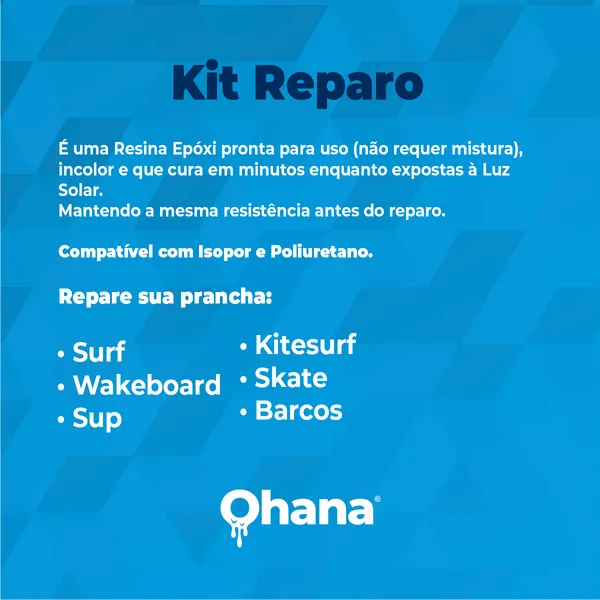 Kit Reparo
É uma Resina Epóxi pronta para uso (não requer mistura),
incolor e que cura em minutos enquanto expostas à Luz
Solar.
Mantendo a mesma resistência antes do reparo.
Compatível com Isopor e Poliuretano.
Repare sua prancha:
• Surf
• Wakeboard
• Sup
• Kitesurf
• Skate
• Barcos
Ohana®